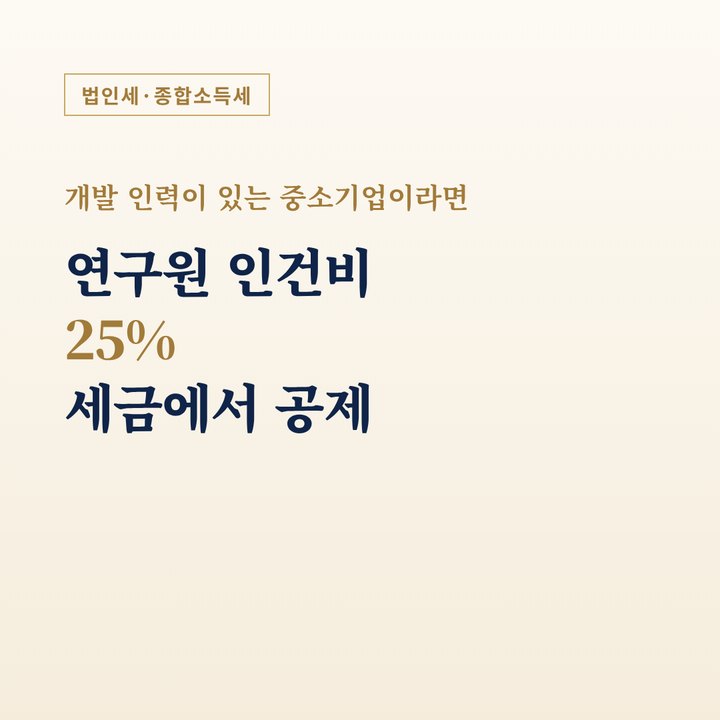 법인세·종합소득세
개발 인력이 있는 중소기업이라면
연구원 인건비
25%
세금에서 공제